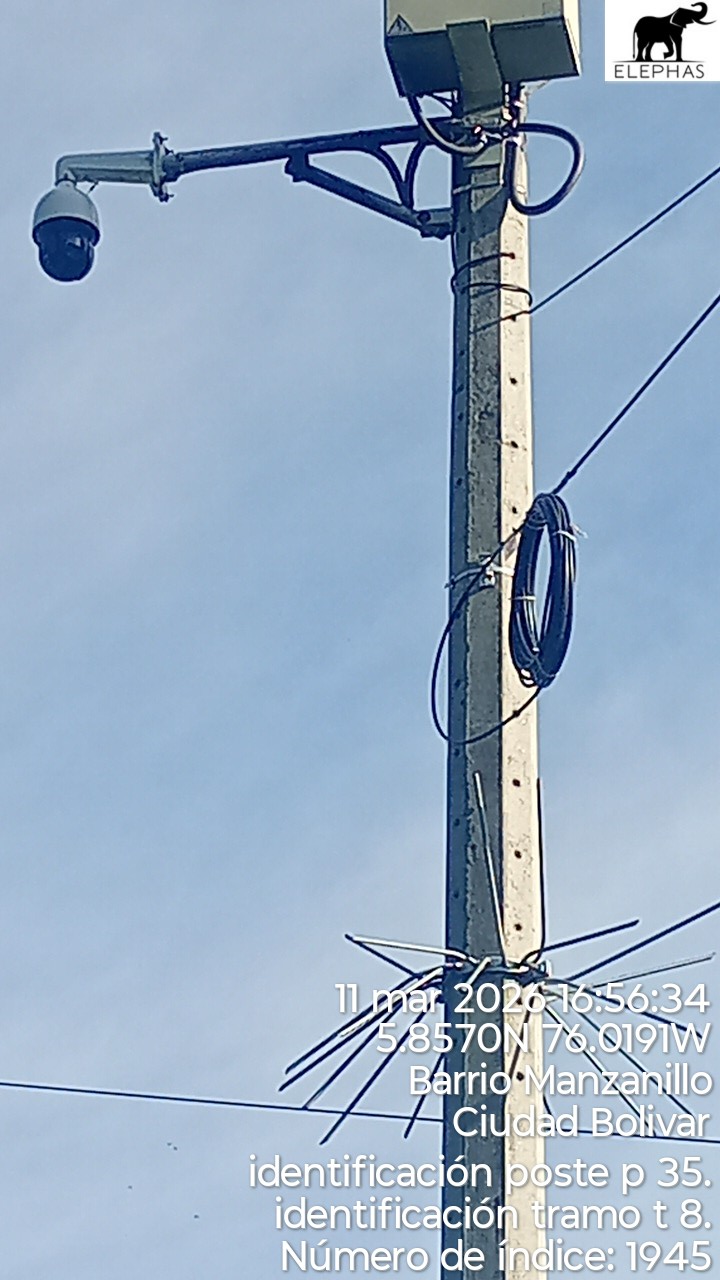 ELEPHAS
11 mar 2026 16:56:34
5.8570N 76.0191W
Barrio Manzanillo
Ciudad Bolivar
identificación poste p 35.
identificación tramo t 8.
Número de índice: 1945